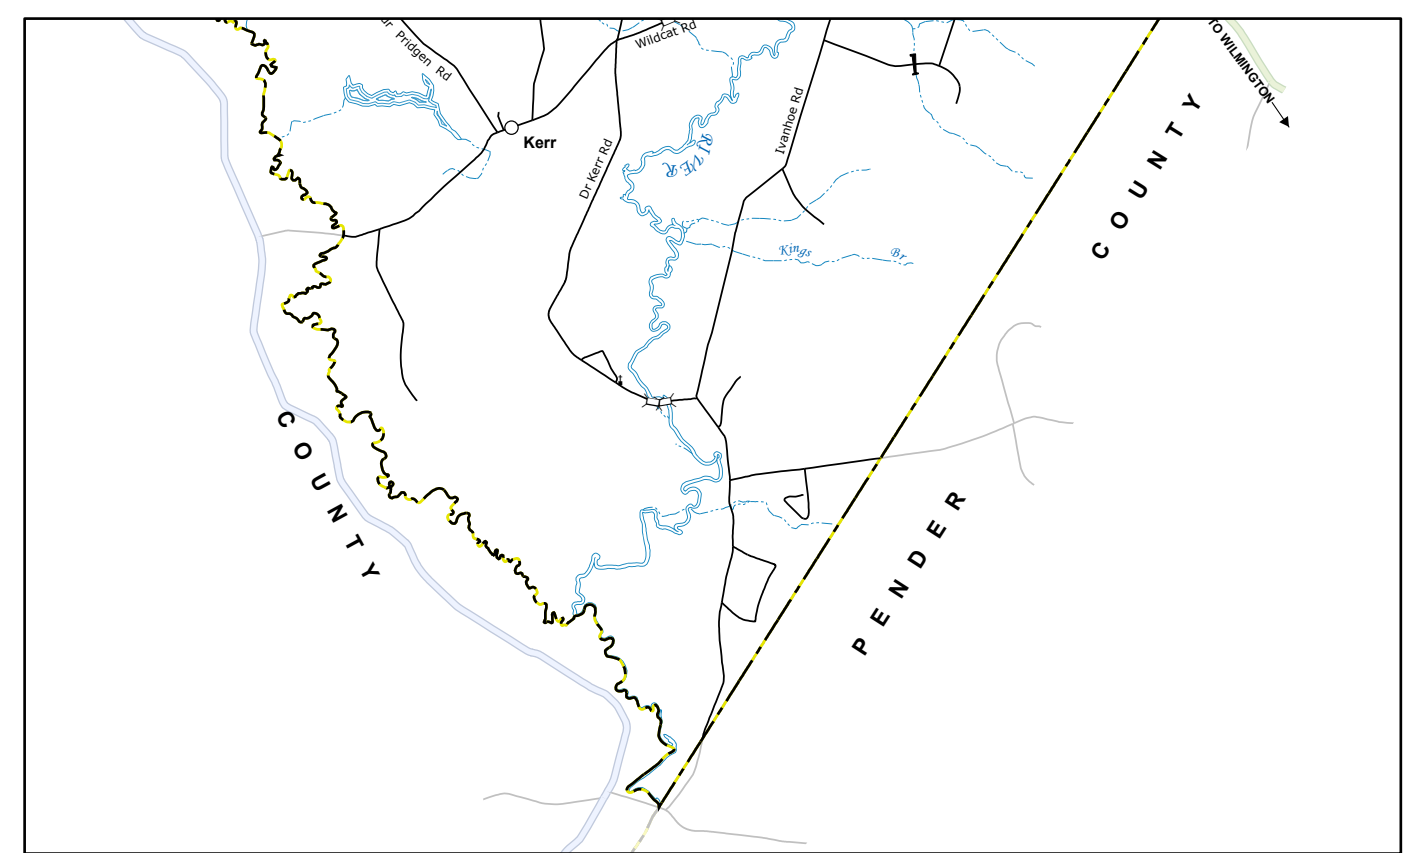 Pridgen Rd
Wildcat Rd
TO WILMINGTON
Kerr
Dr Kerr Rd
RIVER
Ivanhoe Rd
Kings Br
COUNTY
COUNTY
PENDER